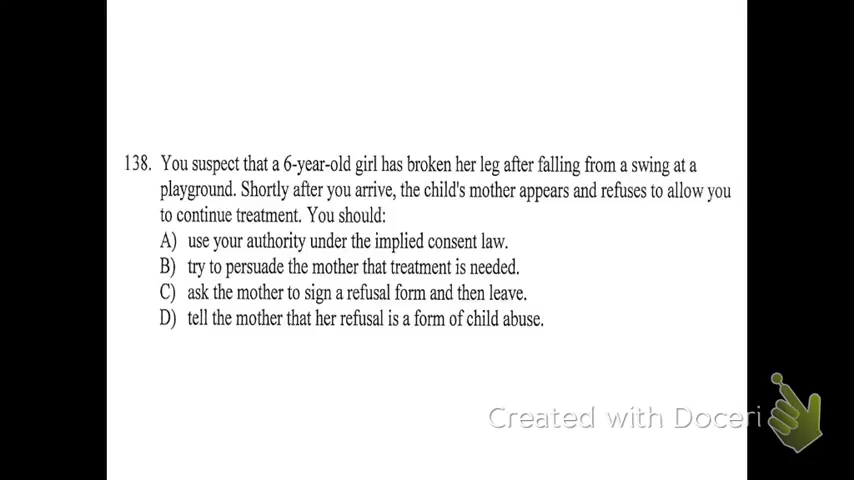 138. You suspect that a 6-year-old girl has broken her leg after falling from a swing at a
playground. Shortly after you arrive, the child's mother appears and refuses to allow you
to continue treatment. You should:
A) use your authority under the implied consent law.
B) try to persuade the mother that treatment is needed.
C) ask the mother to sign a refusal form and then leave.
D) tell the mother that her refusal is a form of child abuse.
Created with Doceri